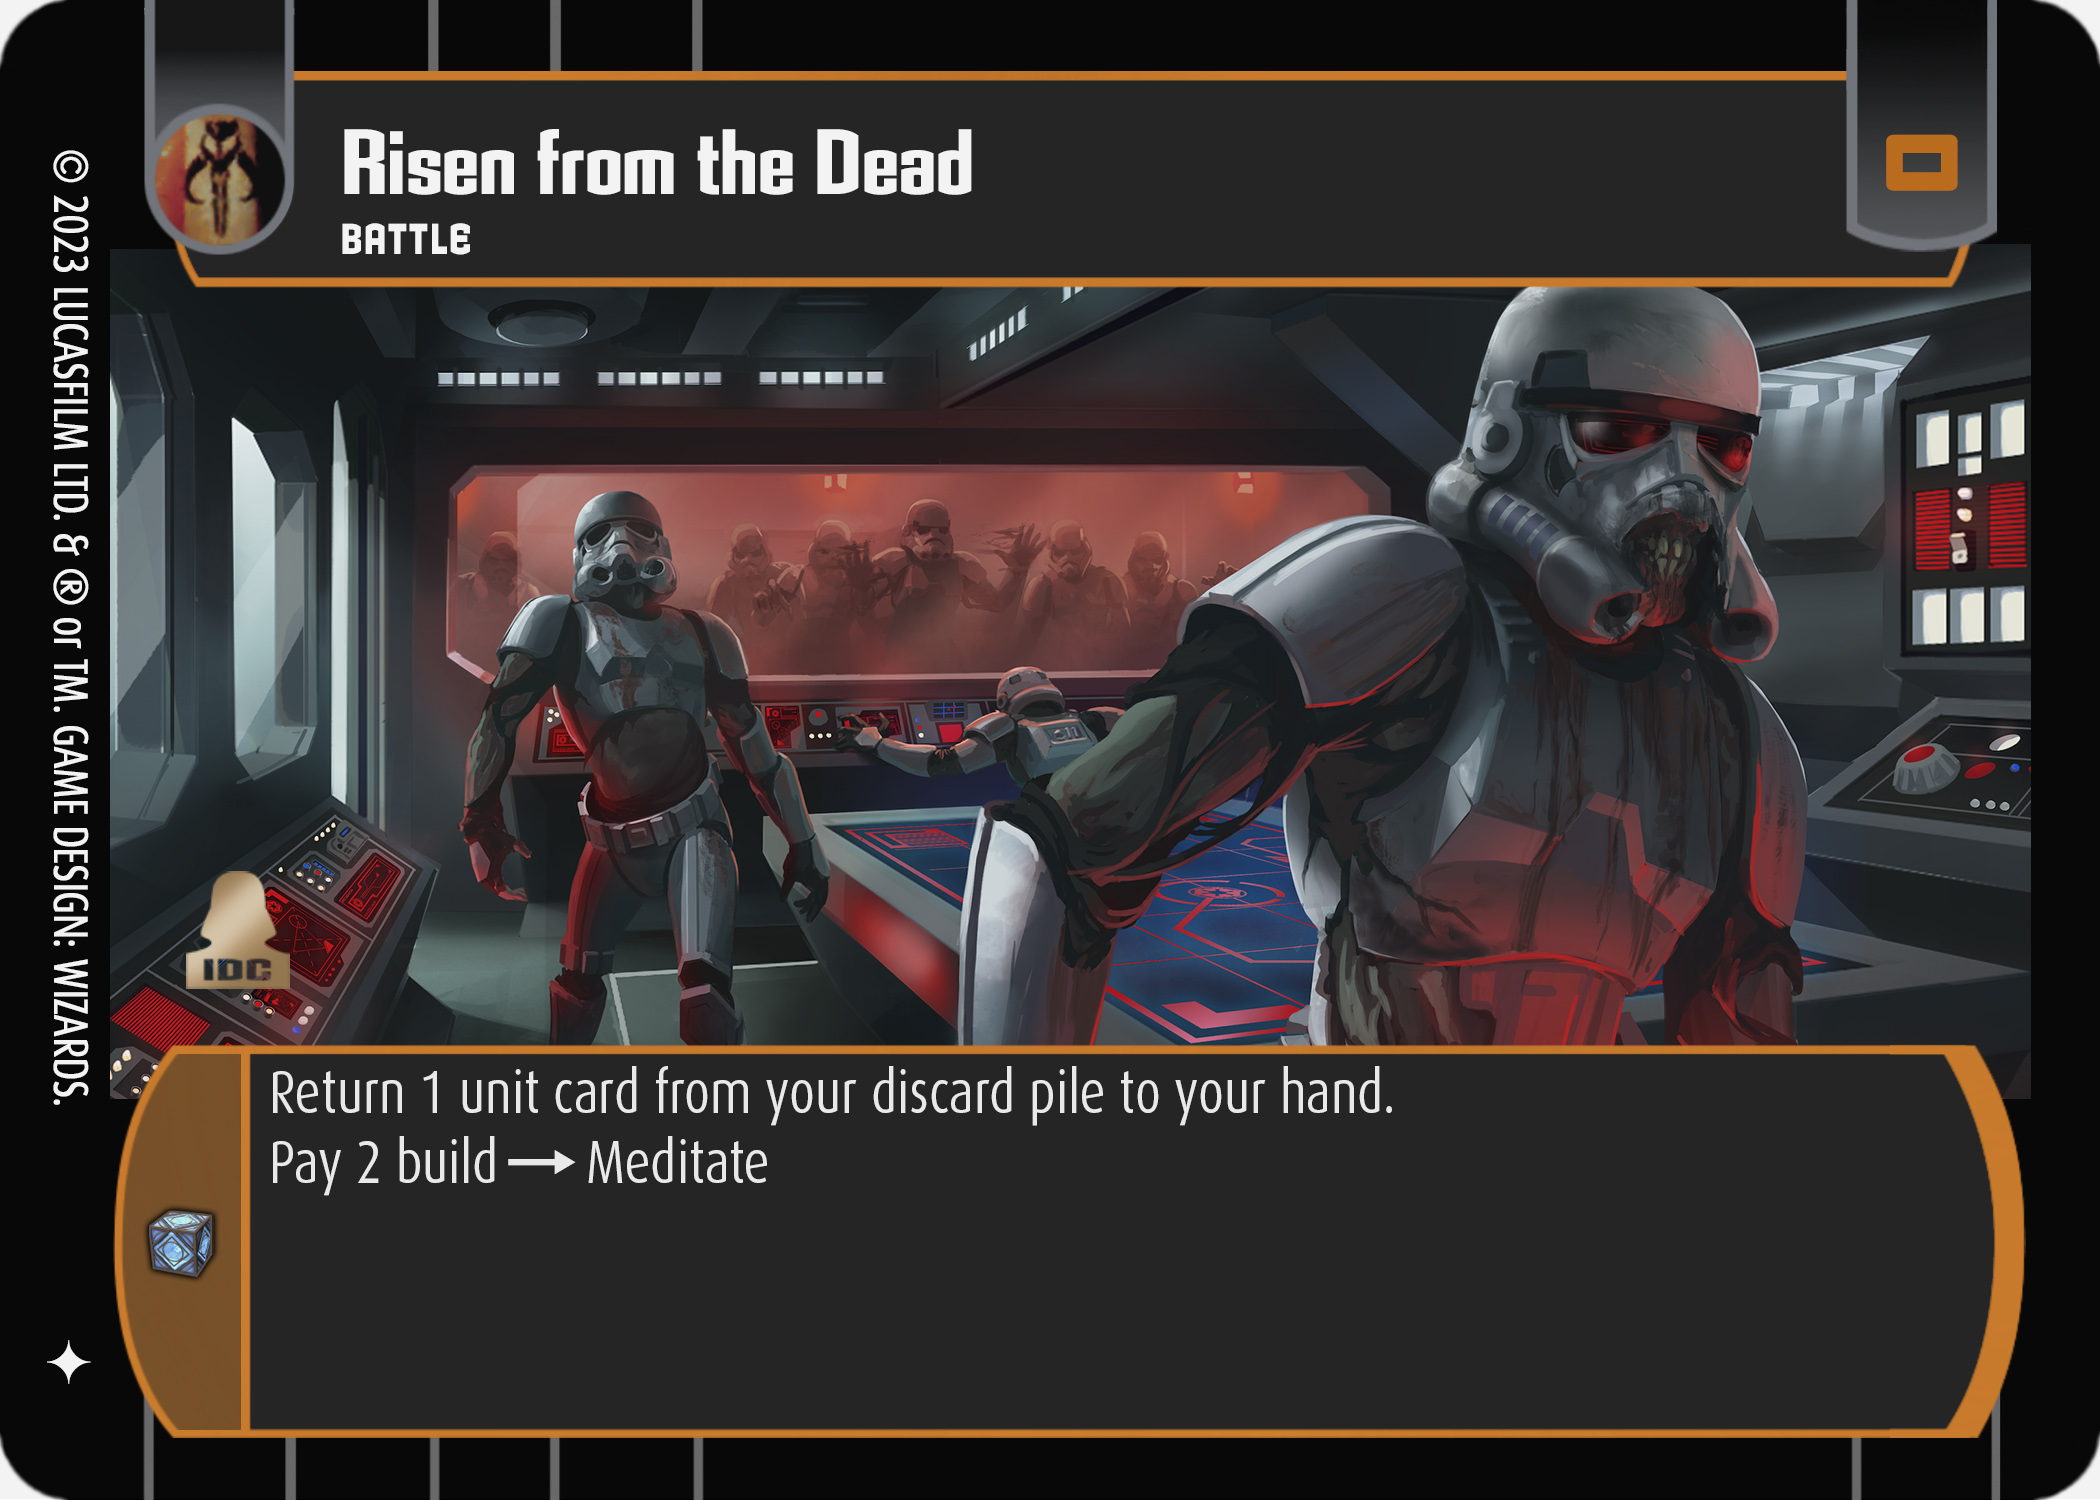 Risen from the Dead
BATTLE
0
IDC
Return 1 unit card from your discard pile to your hand.
Pay 2 build → Meditate
© 2023 LUCASFILM LTD. & ® or TM. GAME DESIGN: WIZARDS.